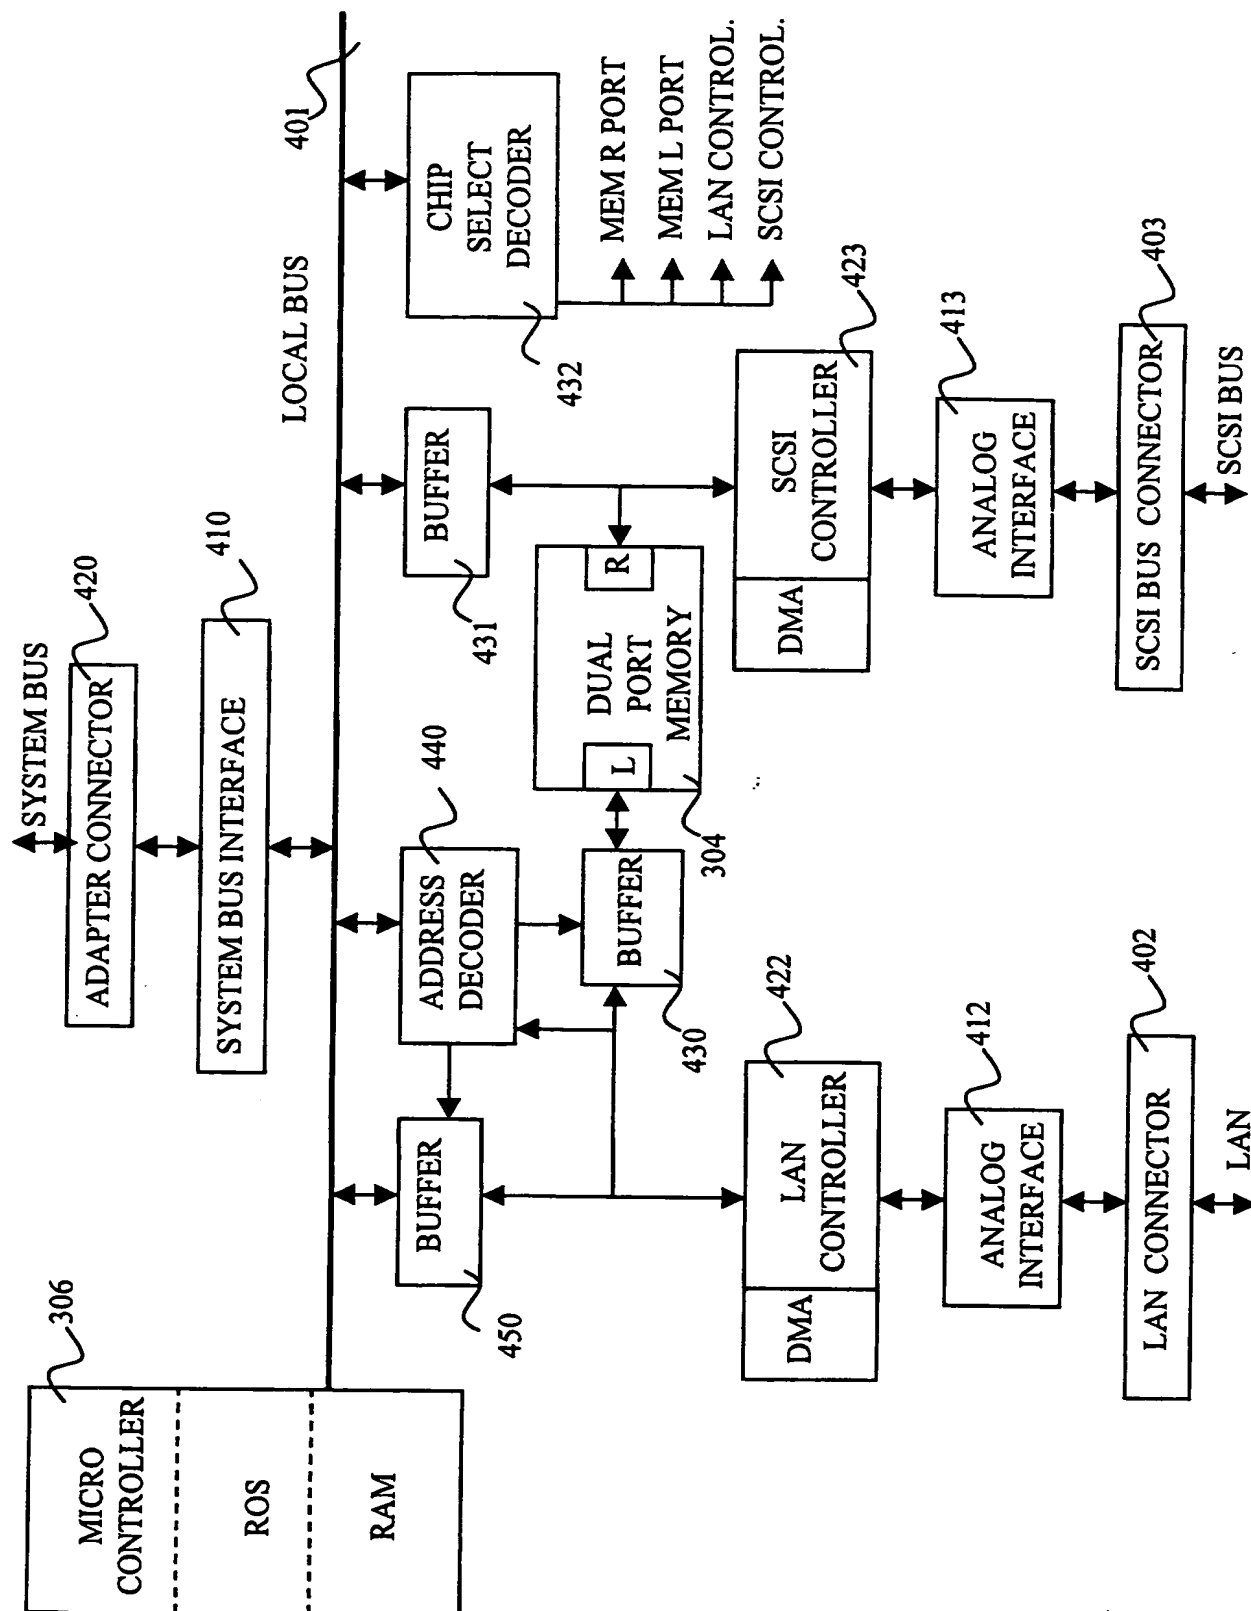 SYSTEM BUS
420
ADAPTER CONNECTOR
410
SYSTEM BUS INTERFACE
306
MICRO
CONTROLLER
ROS
RAM
LOCAL BUS
401
BUFFER
450
ADDRESS
DECODER
440
BUFFER
431
CHIP
SELECT
DECODER
432
MEM R PORT
MEM L PORT
LAN CONTROL.
SCSI CONTROL.
BUFFER
430
L
DUAL
PORT
MEMORY
R
304
DMA
LAN
CONTROLLER
422
DMA
SCSI
CONTROLLER
423
ANALOG
INTERFACE
412
ANALOG
INTERFACE
413
LAN CONNECTOR
402
SCSI BUS CONNECTOR
403
LAN
SCSI BUS